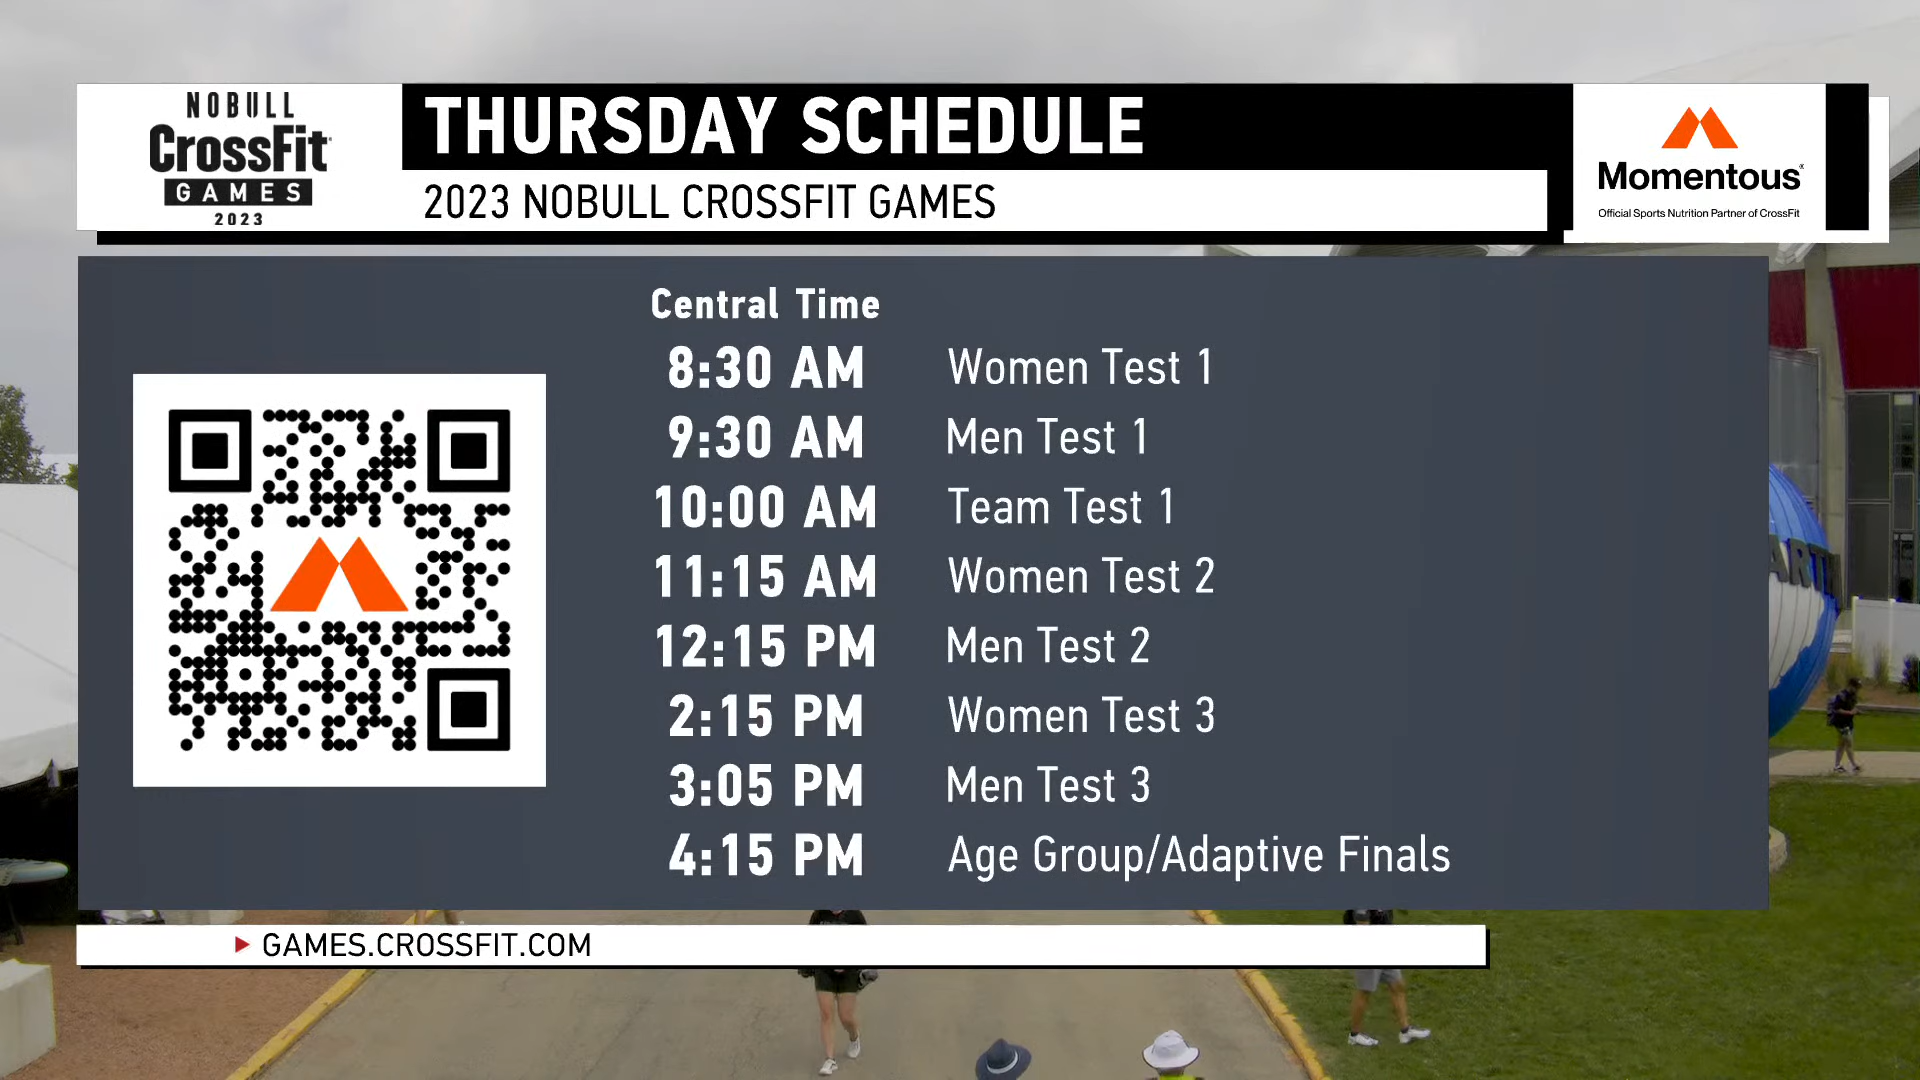 NOBULL
CrossFit
GAMES
2023
THURSDAY SCHEDULE
2023 NOBULL CROSSFIT GAMES
Momentous
Official Sports Nutrition Partner of CrossFit
Central Time
8:30 AM Women Test 1
9:30 AM Men Test 1
10:00 AM Team Test 1
11:15 AM Women Test 2
12:15 PM Men Test 2
2:15 PM Women Test 3
3:05 PM Men Test 3
4:15 PM Age Group/Adaptive Finals
GAMES.CROSSFIT.COM